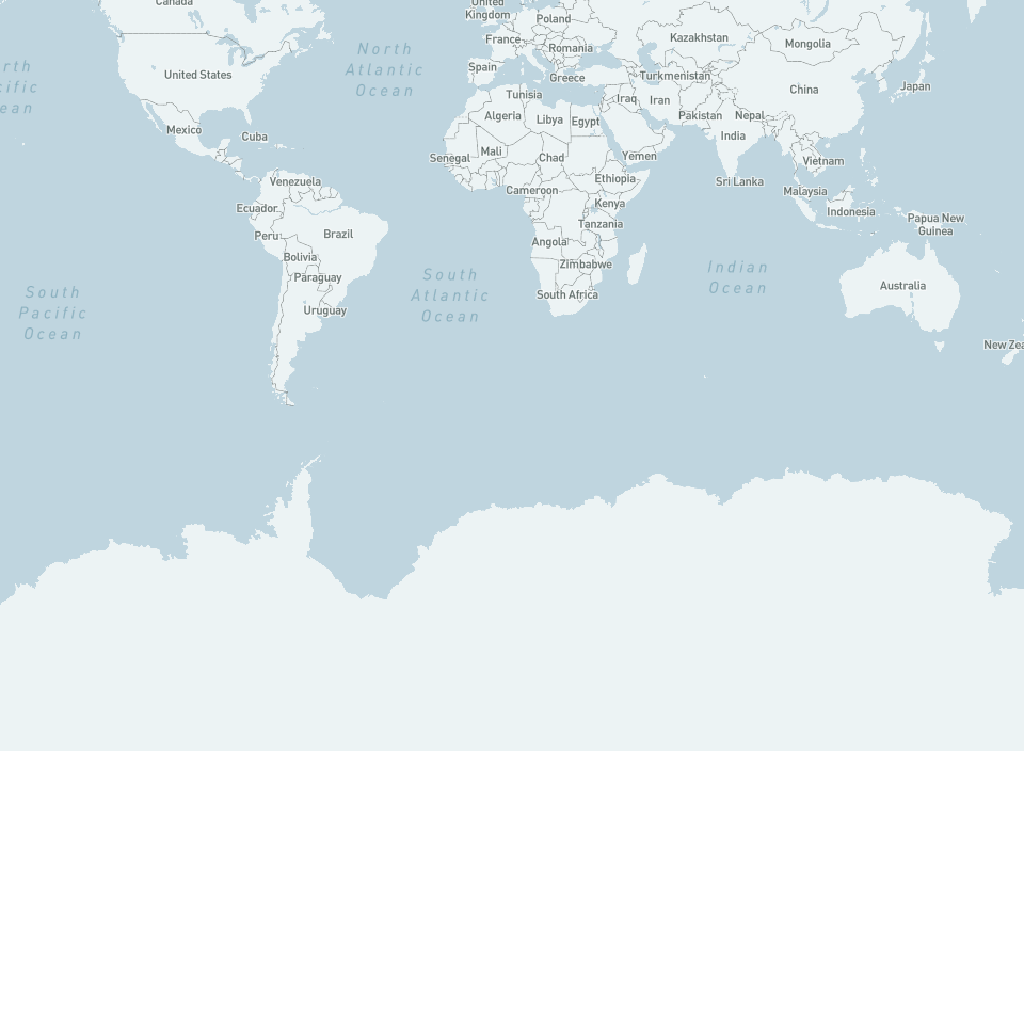 Canada
United
Kingdom
Poland
France
Romania
Kazakhstan
Mongolia
North
Atlantic
Ocean
United States
Spain
Greece
Turkmenistan
China
Japan
Tunisia
Iraq
Iran
Algeria
Libya
Egypt
Pakistan
Nepal
Mexico
Cuba
India
Senegal
Mali
Chad
Yemen
Vietnam
Venezuela
Cameroon
Ethiopia
Sri Lanka
Malaysia
Ecuador
Kenya
Indonesia
Papua New
Guinea
Peru
Brazil
Angola
Tanzania
Bolivia
Zimbabwe
Paraguay
South
Atlantic
Ocean
Indian
Ocean
Australia
South
Pacific
Ocean
Uruguay
South Africa
New Zea
rth
cific
ean